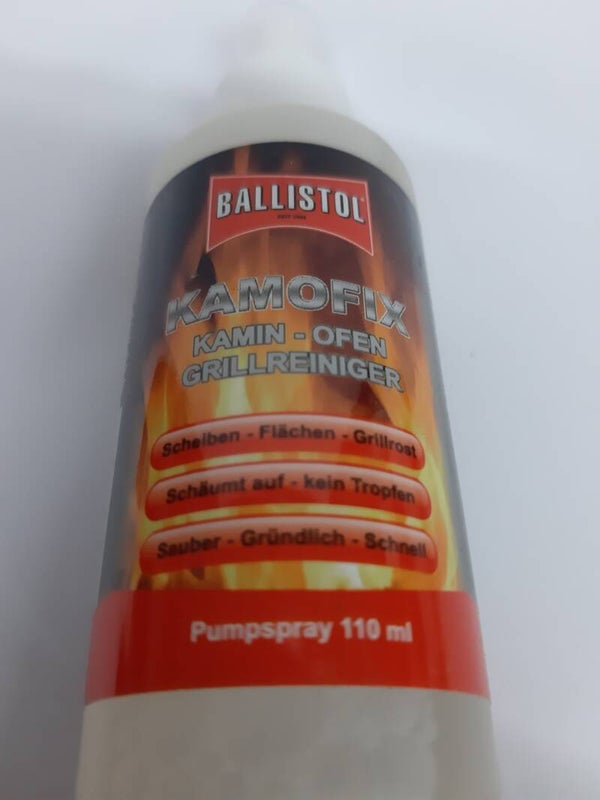 BALLISTOL
KAMOFIX
KAMIN - OFEN
GRILLREINIGER
Scheiben - Flächen - Grillrost
Schäumt auf - kein Tropfen
Sauber - Gründlich - Schnell
Pumpspray 110 ml